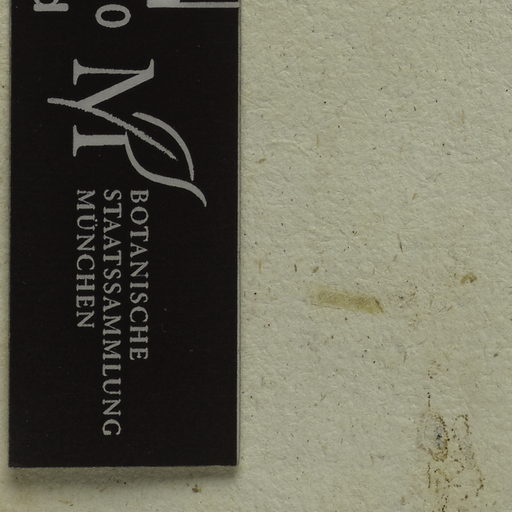 M
BOTANISCHE
STAATSSAMMLUNG
MÜNCHEN